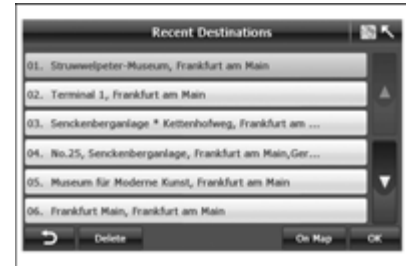 Recent Destinations
01. Struwwelpeter-Museum, Frankfurt am Main
02. Terminal 1, Frankfurt am Main
03. Senckenberganlage * Kettenhofweg, Frankfurt am ...
04. No.25, Senckenberganlage, Frankfurt am Main,Ger...
05. Museum für Moderne Kunst, Frankfurt am Main
06. Frankfurt Main, Frankfurt am Main
Delete On Map OK